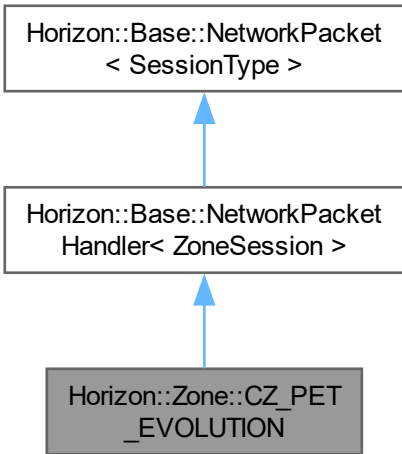 Horizon::Base::NetworkPacket
< SessionType >
Horizon::Base::NetworkPacket
Handler< ZoneSession >
Horizon::Zone::CZ_PET
_EVOLUTION